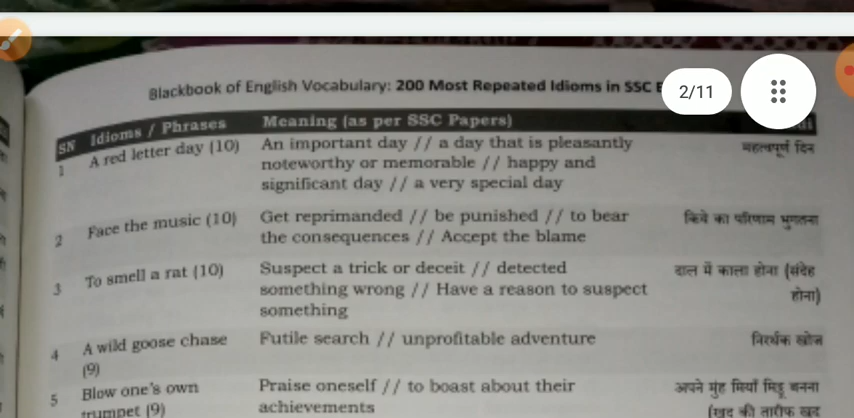 Blackbook of English Vocabulary: 200 Most Repeated Idioms in SSC
2/11
SN Idioms / Phrases Meaning (as per SSC Papers)
1 A red letter day (10) An important day // a day that is pleasantly महत्वपूर्ण दिन
noteworthy or memorable // happy and
significant day // a very special day
2 Face the music (10) Get reprimanded // be punished // to bear किये का परिणाम भुगतना
the consequences // Accept the blame
3 To smell a rat (10) Suspect a trick or deceit // detected दाल में काला होना (संदेह
something wrong // Have a reason to suspect होना)
something
4 A wild goose chase Futile search // unprofitable adventure निरर्थक खोज
(9)
5 Blow one's own Praise oneself // to boast about their अपने मुंह मियाँ मिट्ठू बनना
trumpet (9) achievements (खुद की तारीफ खुद